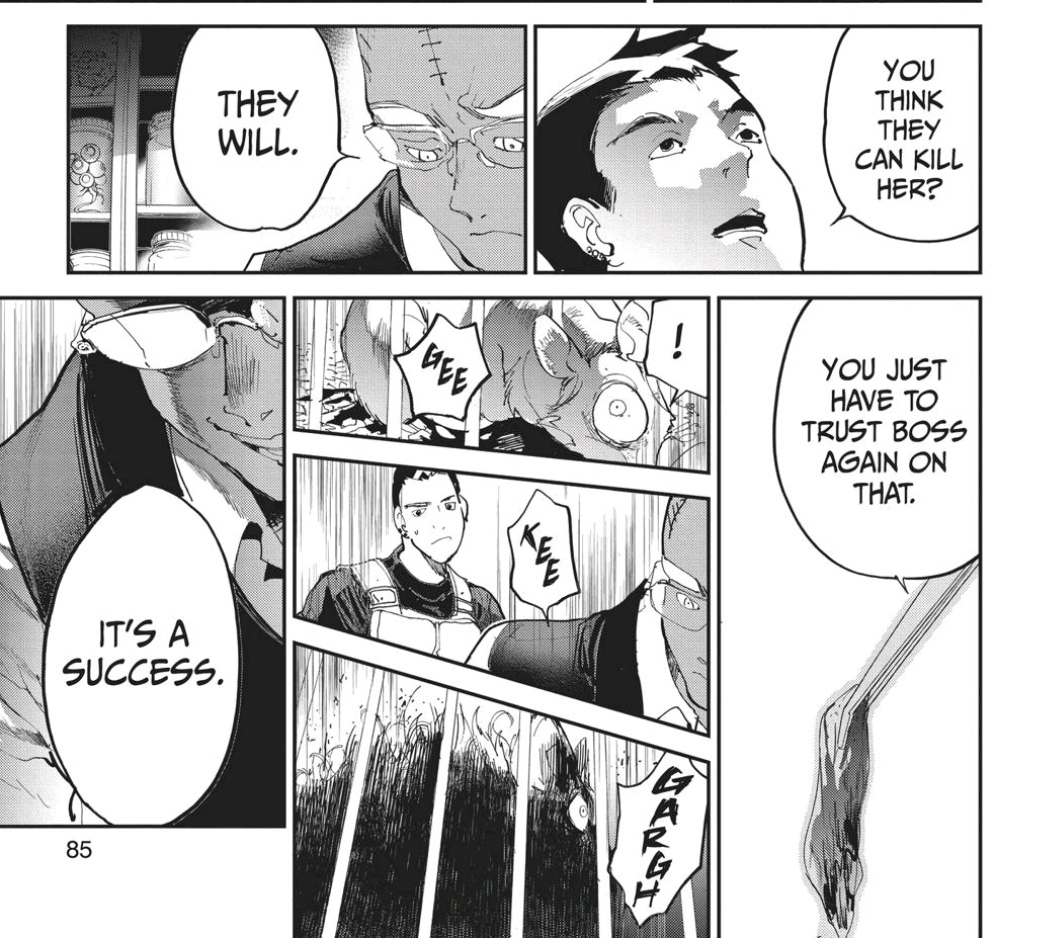 YOU
THINK
THEY
CAN KILL
HER?
THEY
WILL.
YOU JUST
HAVE TO
TRUST BOSS
AGAIN ON
THAT.
!
GEE
KEE
GARGH
IT'S A
SUCCESS.
85